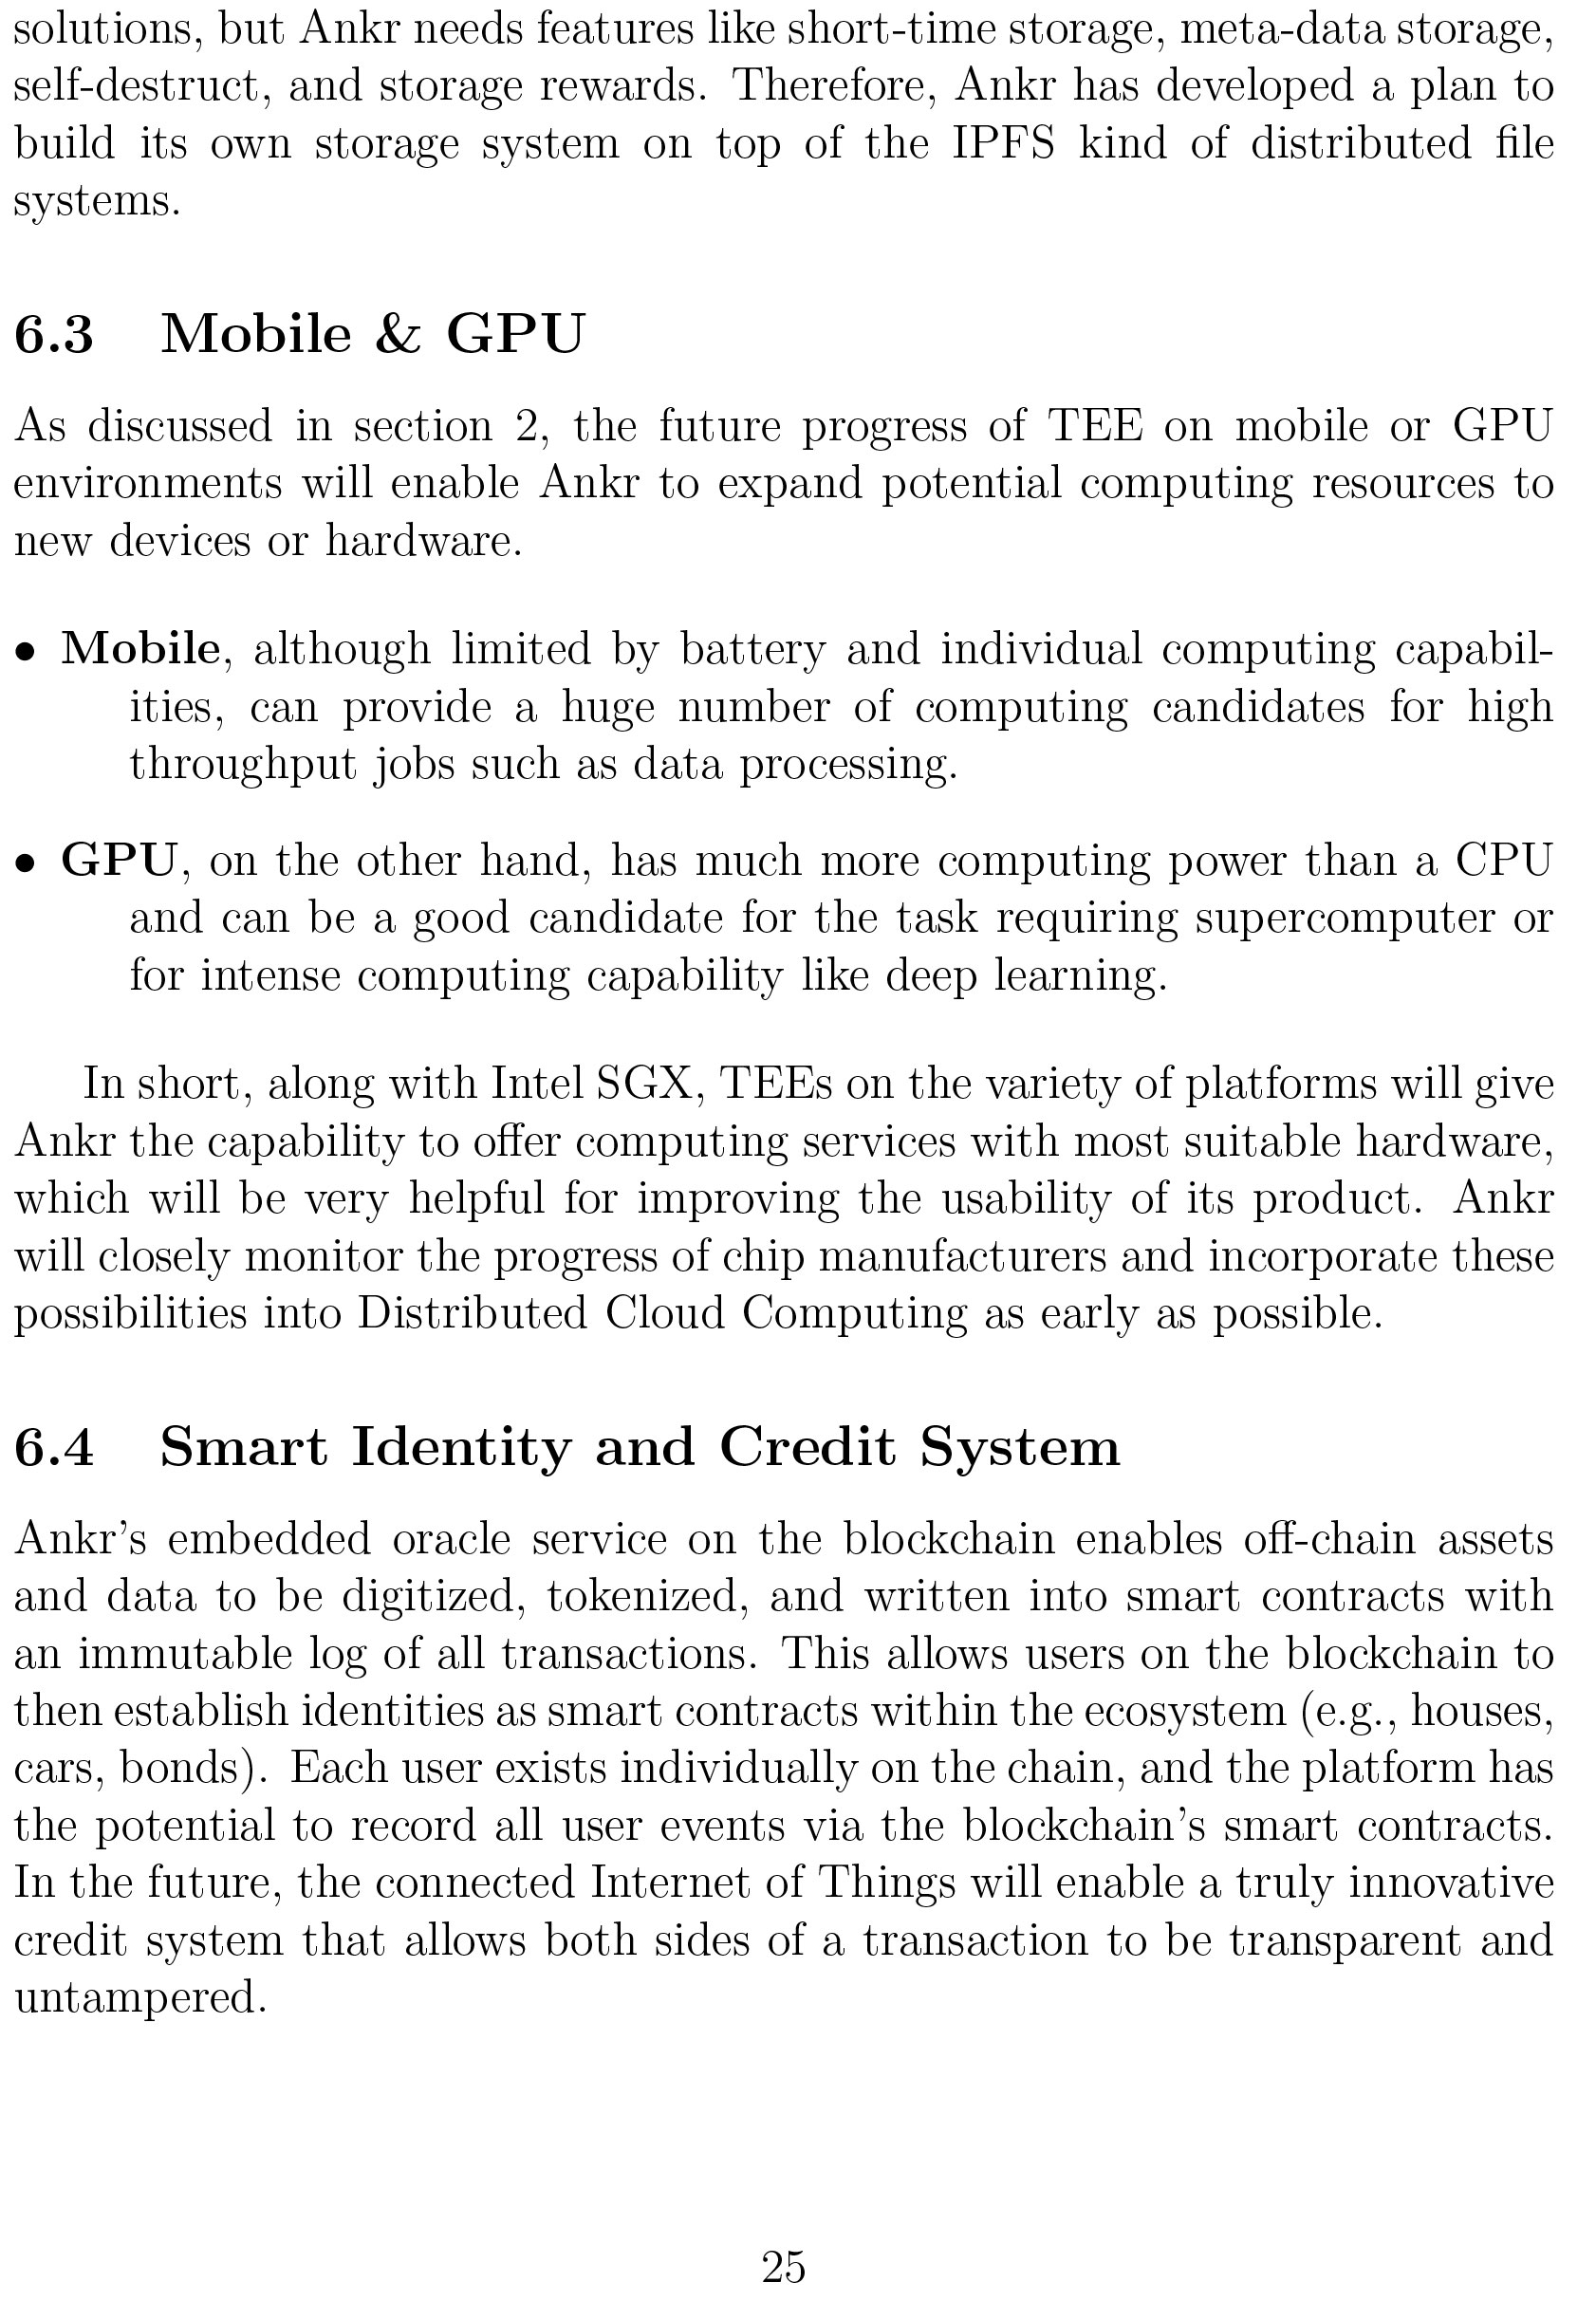 solutions, but Ankr needs features like short-time storage, meta-data storage,
self-destruct, and storage rewards. Therefore, Ankr has developed a plan to
build its own storage system on top of the IPFS kind of distributed file
systems.
6.3 Mobile & GPU
As discussed in section 2, the future progress of TEE on mobile or GPU
environments will enable Ankr to expand potential computing resources to
new devices or hardware.
• Mobile, although limited by battery and individual computing capabil-
ities, can provide a huge number of computing candidates for high
throughput jobs such as data processing.
• GPU, on the other hand, has much more computing power than a CPU
and can be a good candidate for the task requiring supercomputer or
for intense computing capability like deep learning.
In short, along with Intel SGX, TEEs on the variety of platforms will give
Ankr the capability to offer computing services with most suitable hardware,
which will be very helpful for improving the usability of its product. Ankr
will closely monitor the progress of chip manufacturers and incorporate these
possibilities into Distributed Cloud Computing as early as possible.
6.4 Smart Identity and Credit System
Ankr's embedded oracle service on the blockchain enables off-chain assets
and data to be digitized, tokenized, and written into smart contracts with
an immutable log of all transactions. This allows users on the blockchain to
then establish identities as smart contracts within the ecosystem (e.g., houses,
cars, bonds). Each user exists individually on the chain, and the platform has
the potential to record all user events via the blockchain's smart contracts.
In the future, the connected Internet of Things will enable a truly innovative
credit system that allows both sides of a transaction to be transparent and
untampered.
25